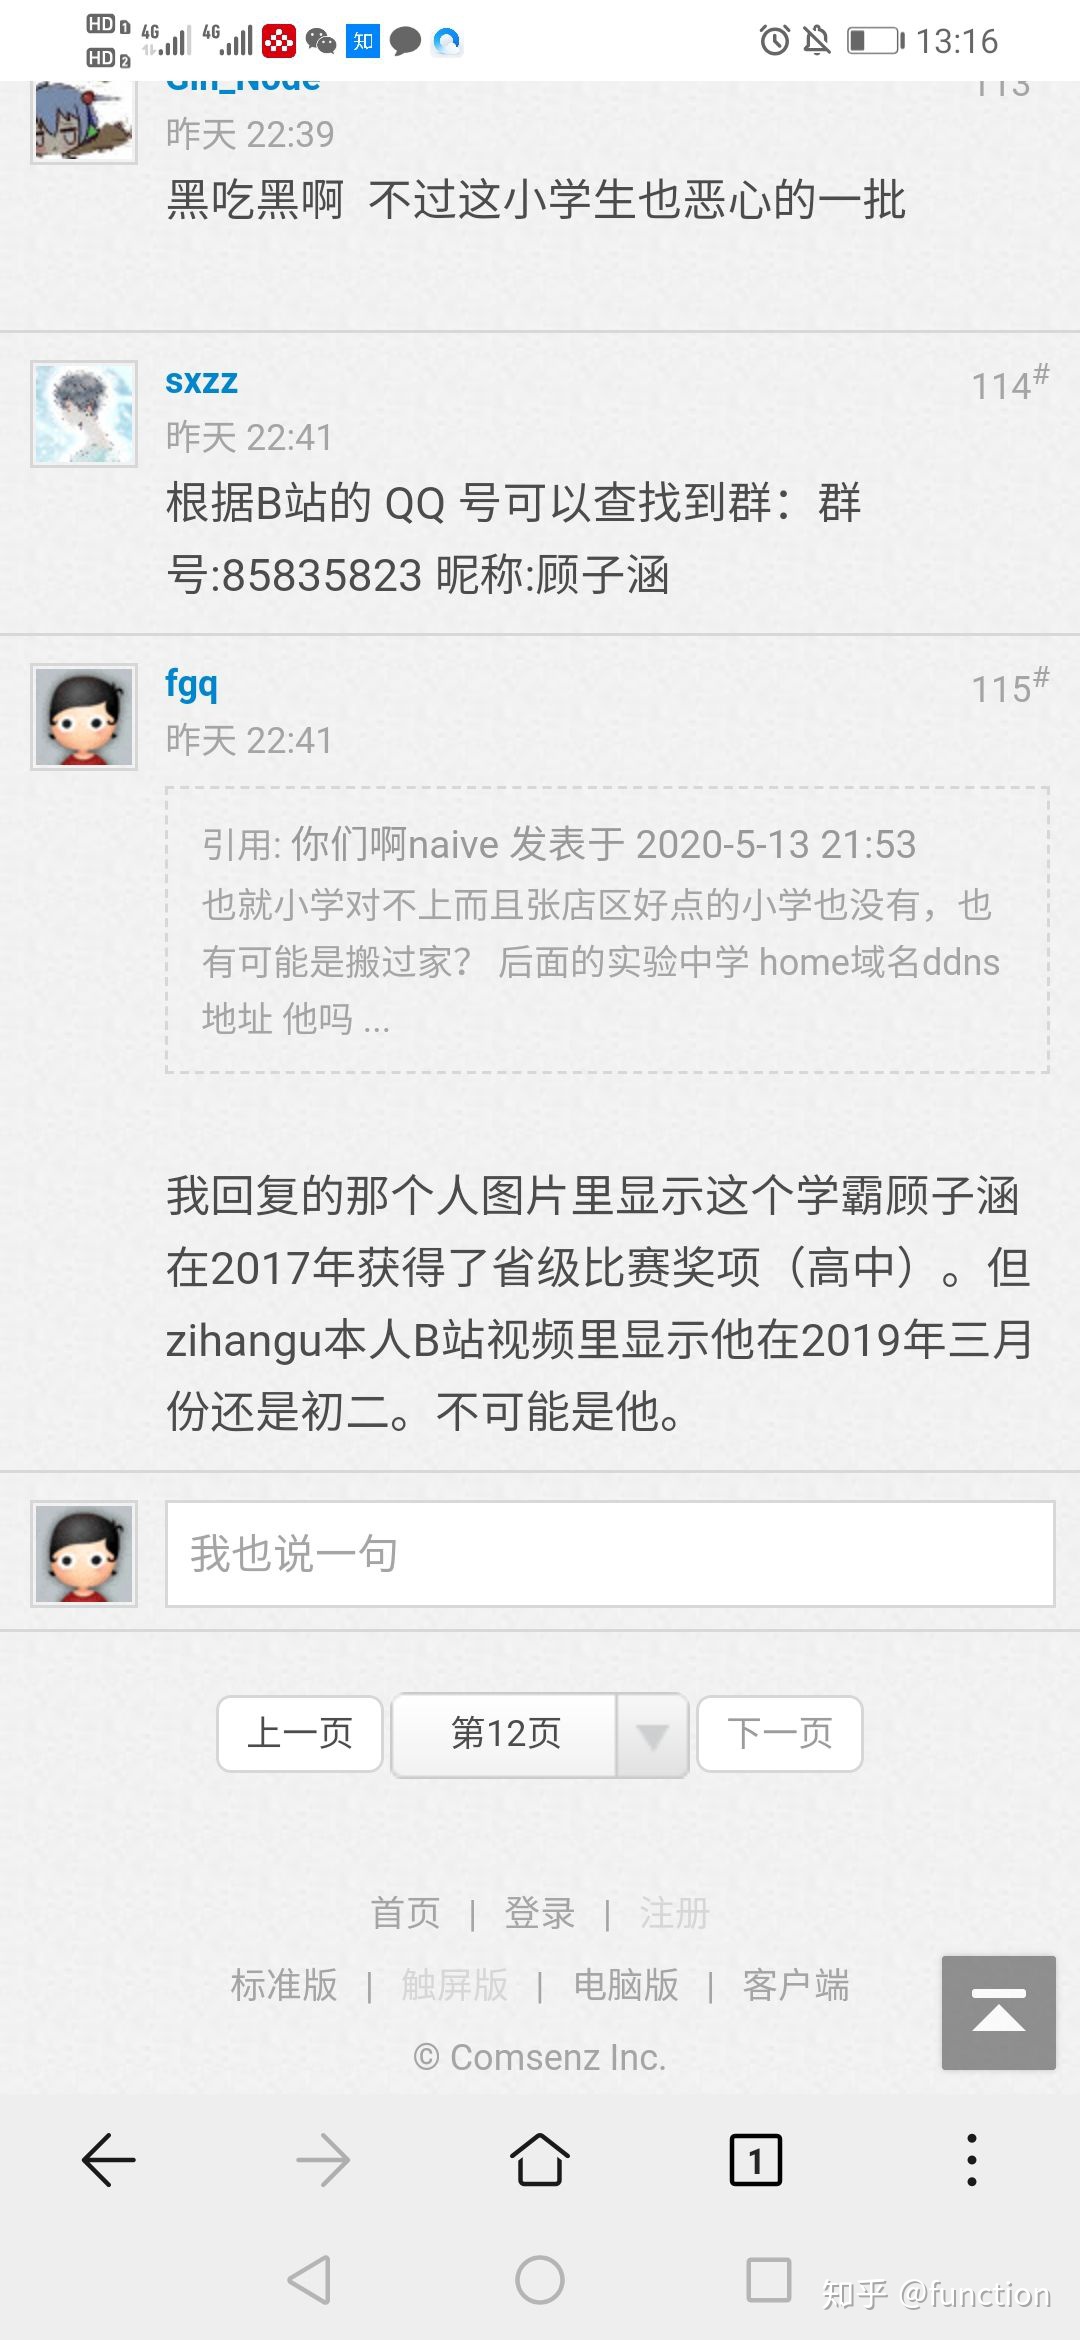 HD 1 4G 4G 知 13:16
HD 2
Gin_Node 113
昨天 22:39
黑吃黑啊 不过这小学生也恶心的一批
sxzz 114#
昨天 22:41
根据B站的 QQ 号可以查找到群：群
号:85835823 昵称:顾子涵
fgq 115#
昨天 22:41
引用: 你们啊naive 发表于 2020-5-13 21:53
也就小学对不上而且张店区好点的小学也没有，也
有可能是搬过家？ 后面的实验中学 home域名ddns
地址 他吗 ...
我回复的那个人图片里显示这个学霸顾子涵
在2017年获得了省级比赛奖项（高中）。但
zihangu本人B站视频里显示他在2019年三月
份还是初二。不可能是他。
我也说一句
上一页 第12页 下一页
首页 | 登录 | 注册
标准版 | 触屏版 | 电脑版 | 客户端
© Comsenz Inc.
1
知乎 @function